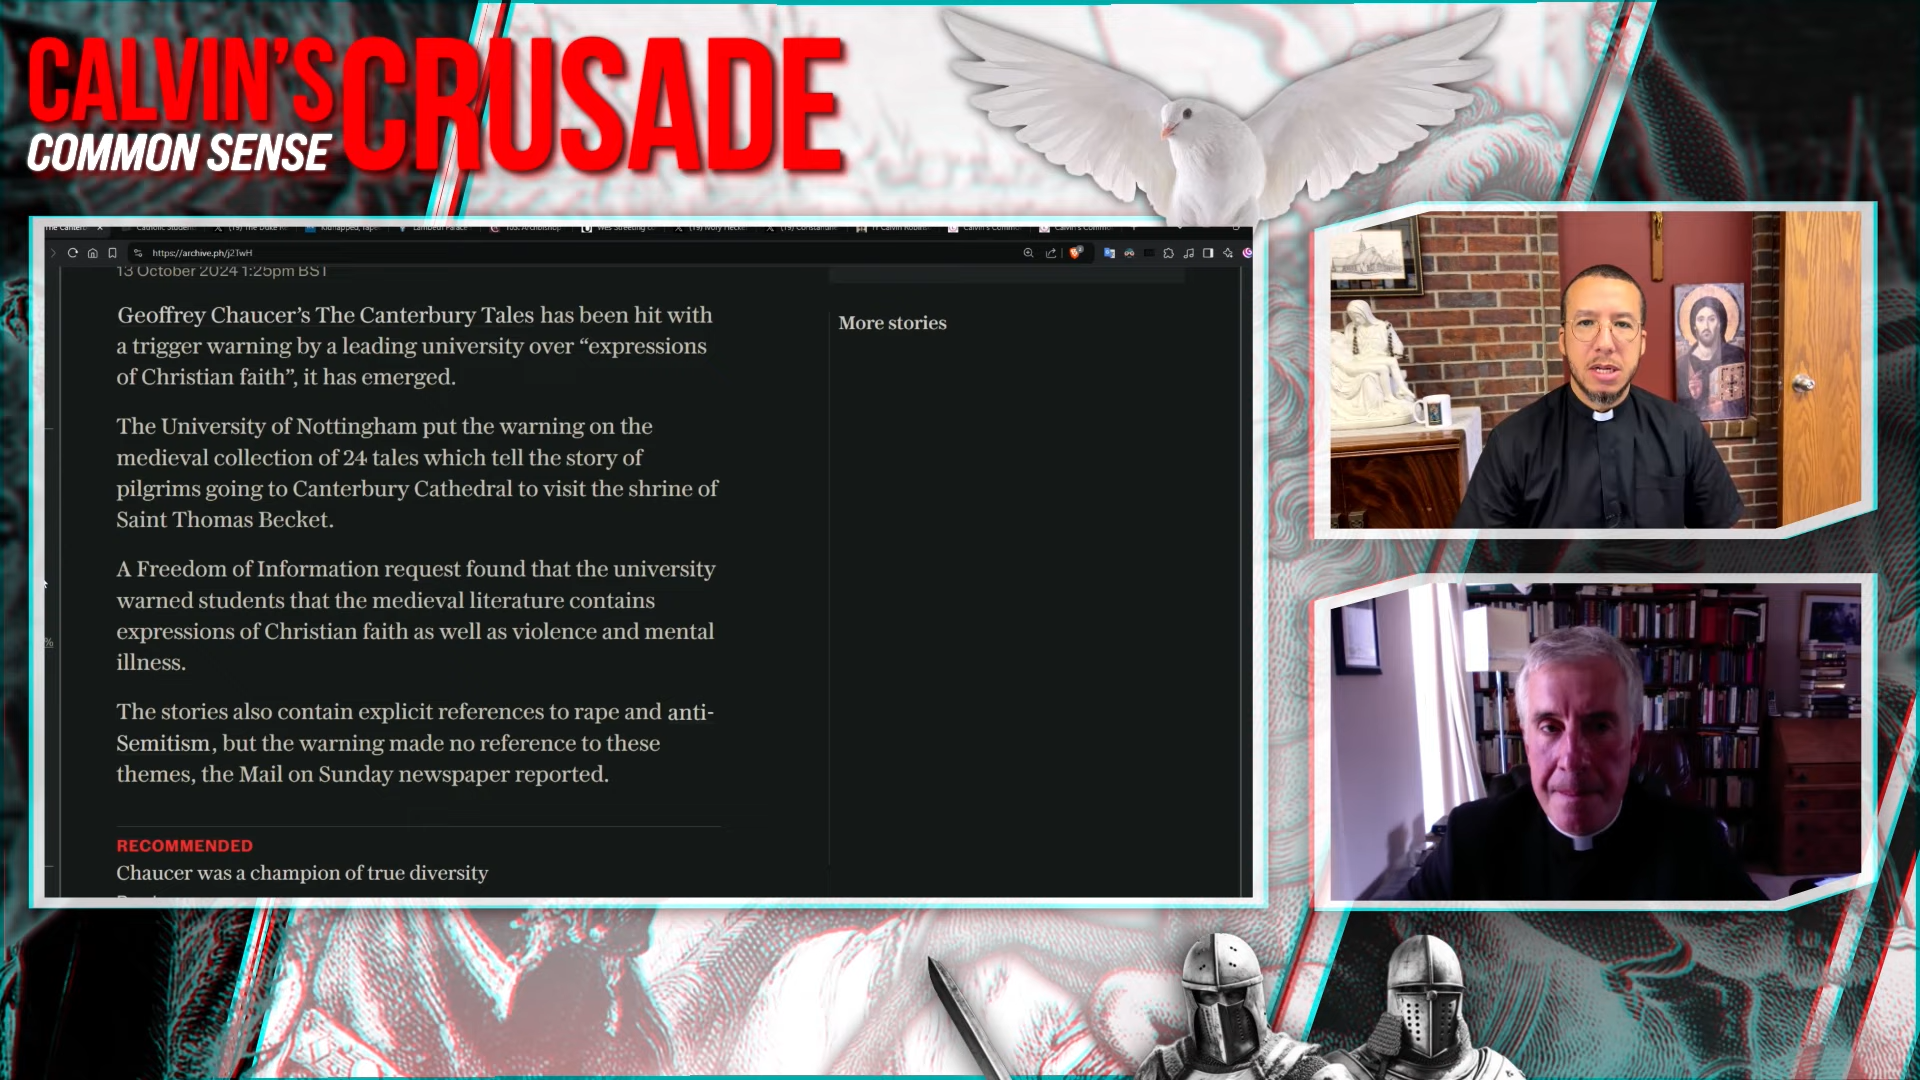 CALVIN'S
COMMON SENSE
CRUSADE
https://archive.ph/j2TwH
13 October 2024 1:25pm BST
Geoffrey Chaucer's The Canterbury Tales has been hit with
a trigger warning by a leading university over “expressions
of Christian faith”, it has emerged.
The University of Nottingham put the warning on the
medieval collection of 24 tales which tell the story of
pilgrims going to Canterbury Cathedral to visit the shrine of
Saint Thomas Becket.
A Freedom of Information request found that the university
warned students that the medieval literature contains
expressions of Christian faith as well as violence and mental
illness.
The stories also contain explicit references to rape and anti-
Semitism, but the warning made no reference to these
themes, the Mail on Sunday newspaper reported.
RECOMMENDED
Chaucer was a champion of true diversity
More stories